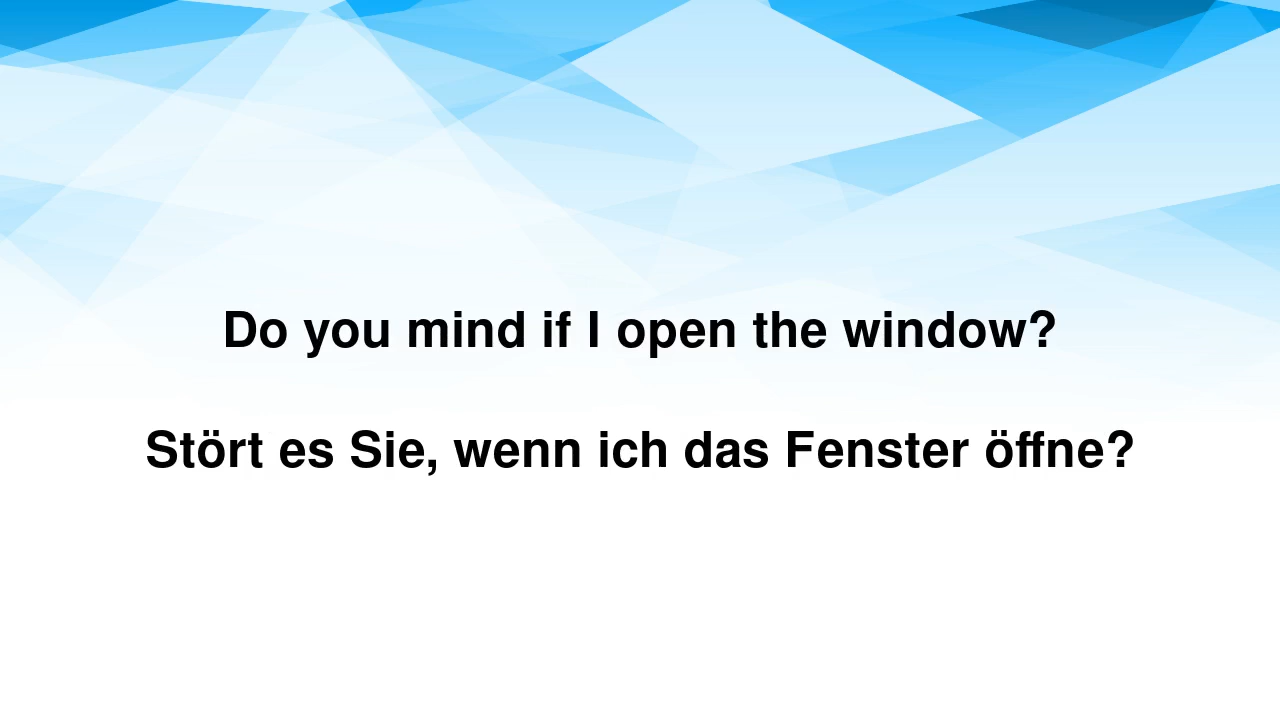 Do you mind if I open the window?
Stört es Sie, wenn ich das Fenster öffne?